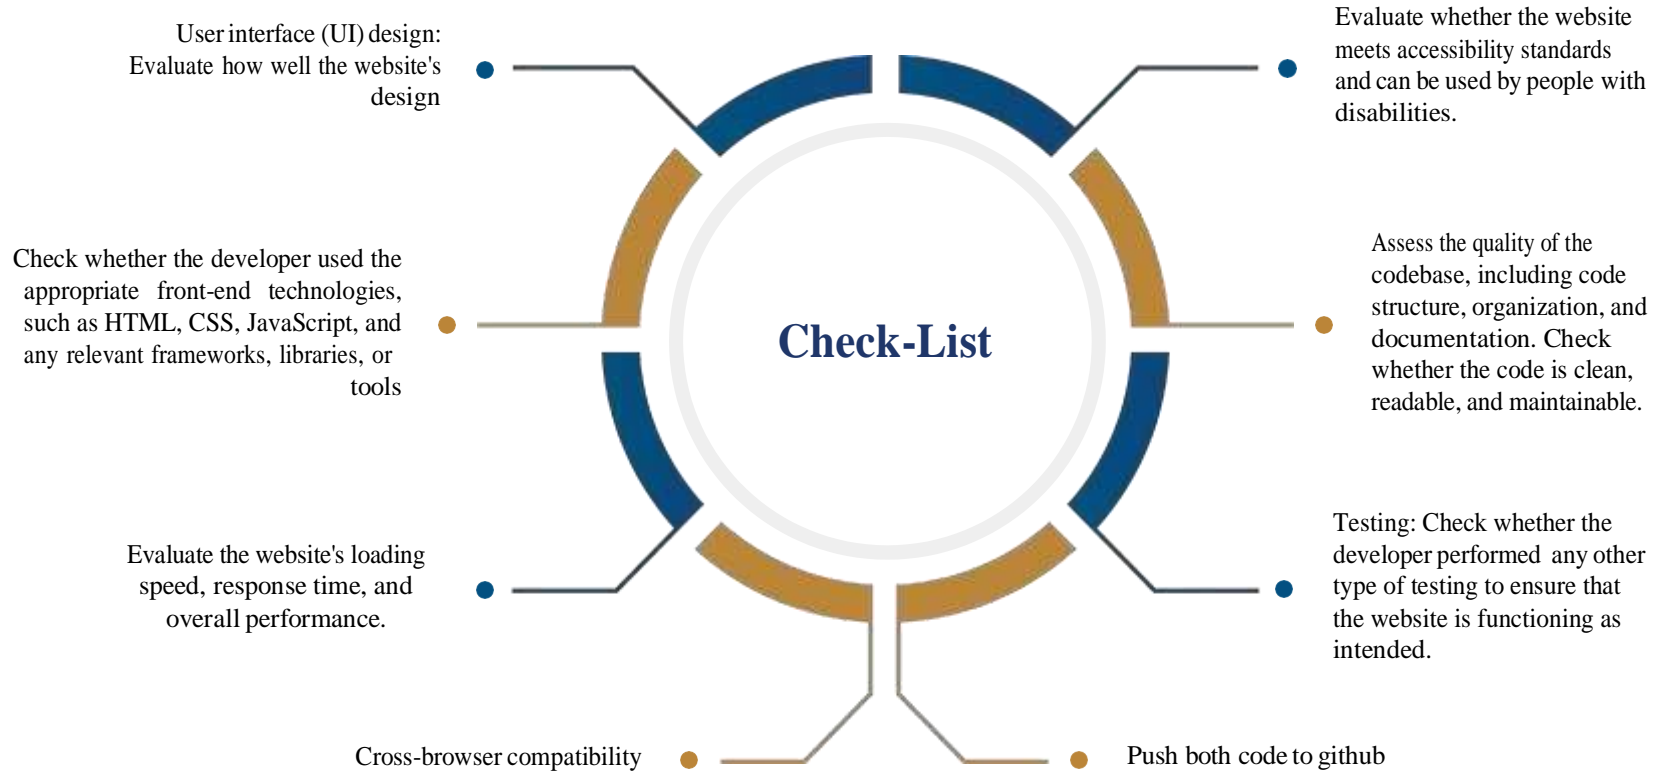 User interface (UI) design:
Evaluate how well the website's
design
Evaluate whether the website
meets accessibility standards
and can be used by people with
disabilities.
Check whether the developer used the
appropriate front-end technologies,
such as HTML, CSS, JavaScript, and
any relevant frameworks, libraries, or
tools
Check-List
Assess the quality of the
codebase, including code
structure, organization, and
documentation. Check
whether the code is clean,
readable, and maintainable.
Evaluate the website's loading
speed, response time, and
overall performance.
Testing: Check whether the
developer performed any other
type of testing to ensure that
the website is functioning as
intended.
Cross-browser compatibility
Push both code to github